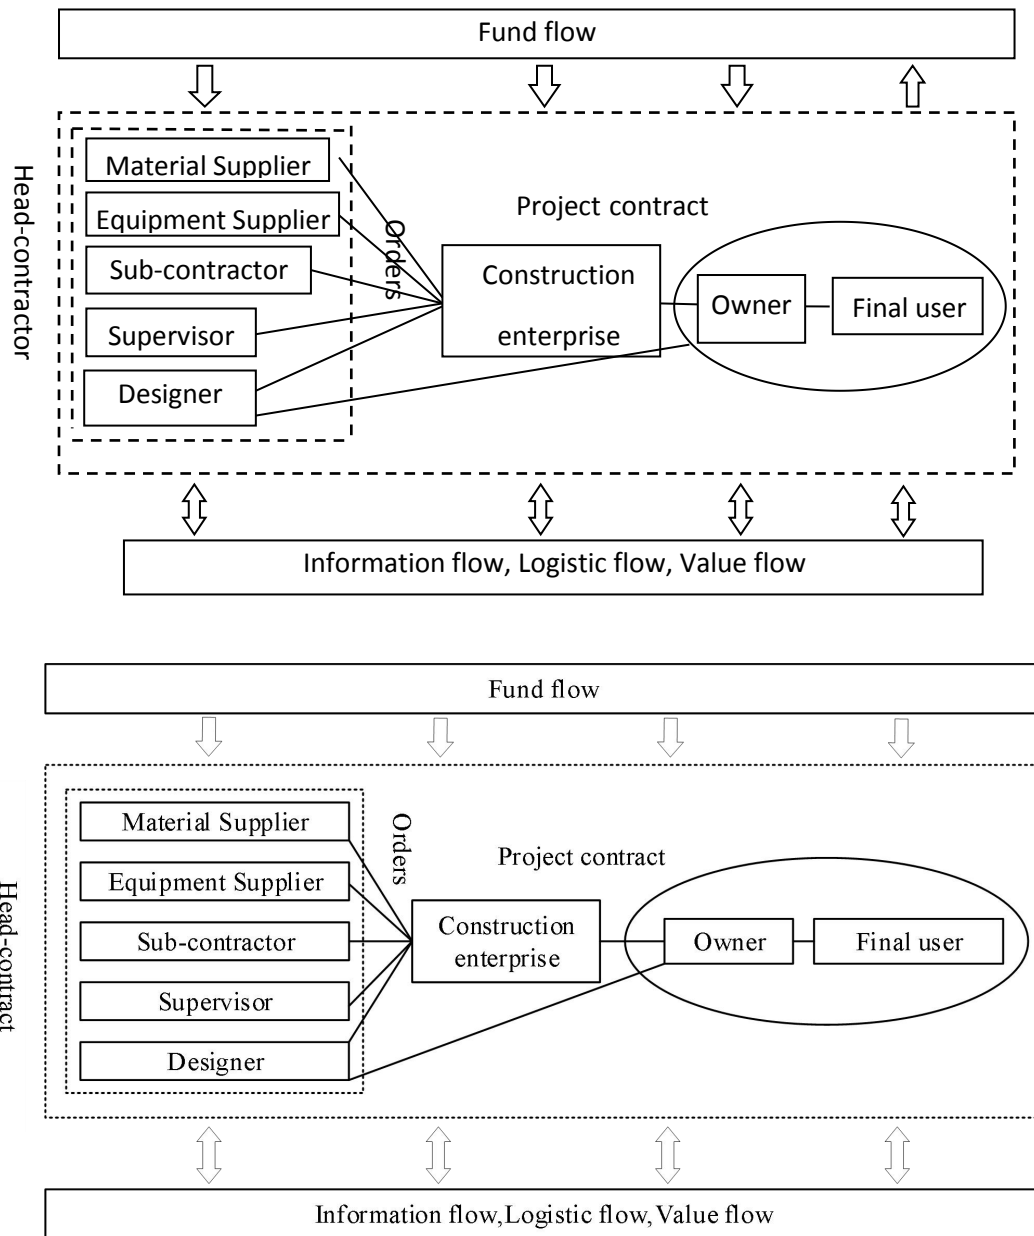 Fund flow
Head-contractor
Material Supplier
Equipment Supplier
Sub-contractor
Supervisor
Designer
Orders
Project contract
Construction
enterprise
Owner
Final user
Information flow, Logistic flow, Value flow
Fund flow
Head-contract
Material Supplier
Equipment Supplier
Sub-contractor
Supervisor
Designer
Orders
Project contract
Construction
enterprise
Owner
Final user
Information flow,Logistic flow,Value flow